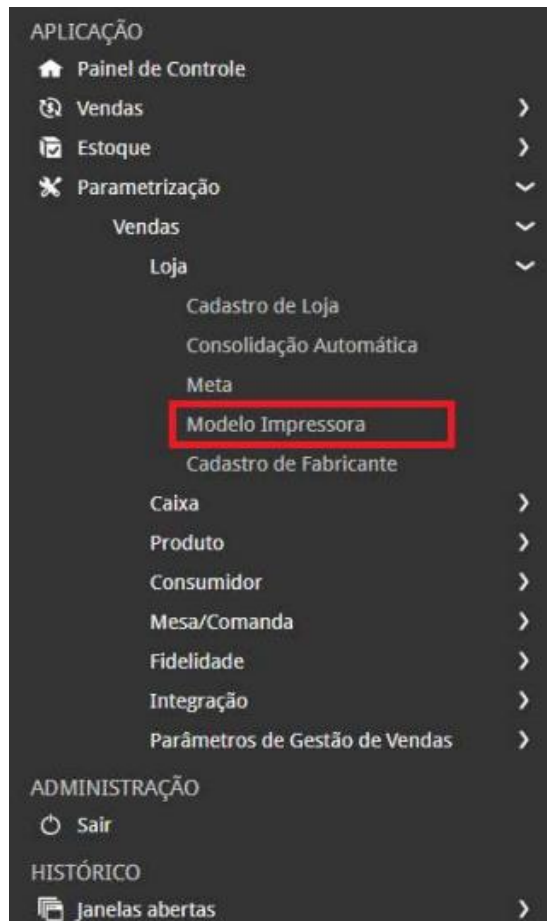 APLICAÇÃO
Painel de Controle
Vendas
Estoque
Parametrização
Vendas
Loja
Cadastro de Loja
Consolidação Automática
Meta
Modelo Impressora
Cadastro de Fabricante
Caixa
Produto
Consumidor
Mesa/Comanda
Fidelidade
Integração
Parâmetros de Gestão de Vendas
ADMINISTRAÇÃO
Sair
HISTÓRICO
Janelas abertas